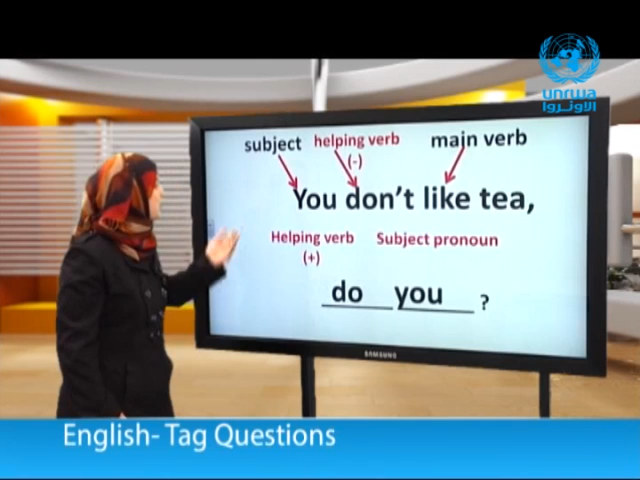 unrwa
الأونروا
subject helping verb main verb
(-)
You don't like tea,
Helping verb Subject pronoun
(+)
do you ?
SAMSUNG
English- Tag Questions